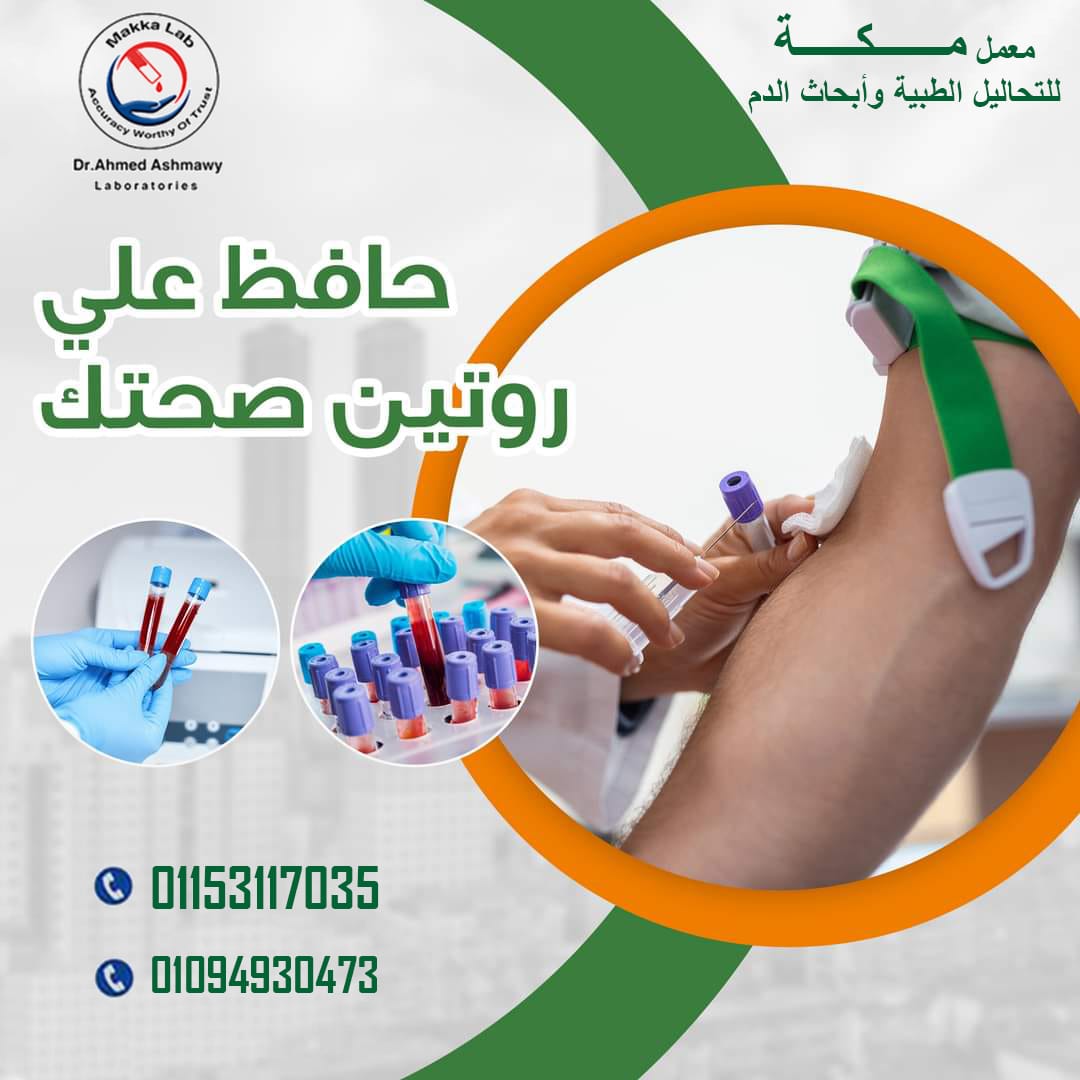 Makka Lab
Accuracy Worthy Of Trust
Dr.Ahmed Ashmawy
Laboratories
معمل مـكـة
للتحاليل الطبية وأبحاث الدم
حافظ علي
روتين صحتك
01153117035
01094930473